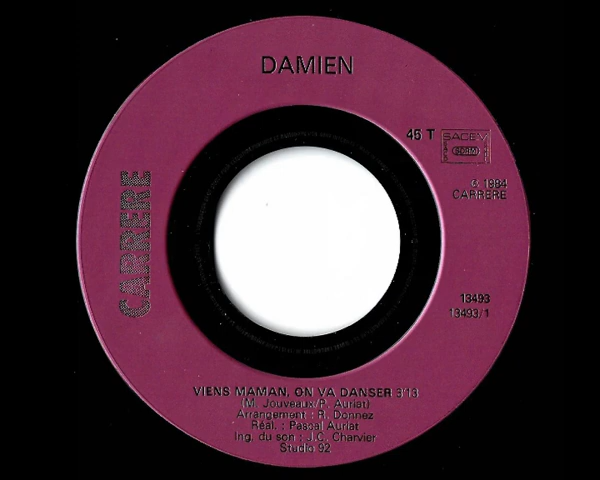 DAMIEN
45 T
SACEM
CARRERE
℗ 1984
CARRERE
13493
13493/1
VIENS MAMAN, ON VA DANSER 3'13
(M. Jouveaux/P. Auriat)
Arrangement : R. Donnez
Réal. : Pascal Auriat
Ing. du son : J.C. Charvier
Studio 92